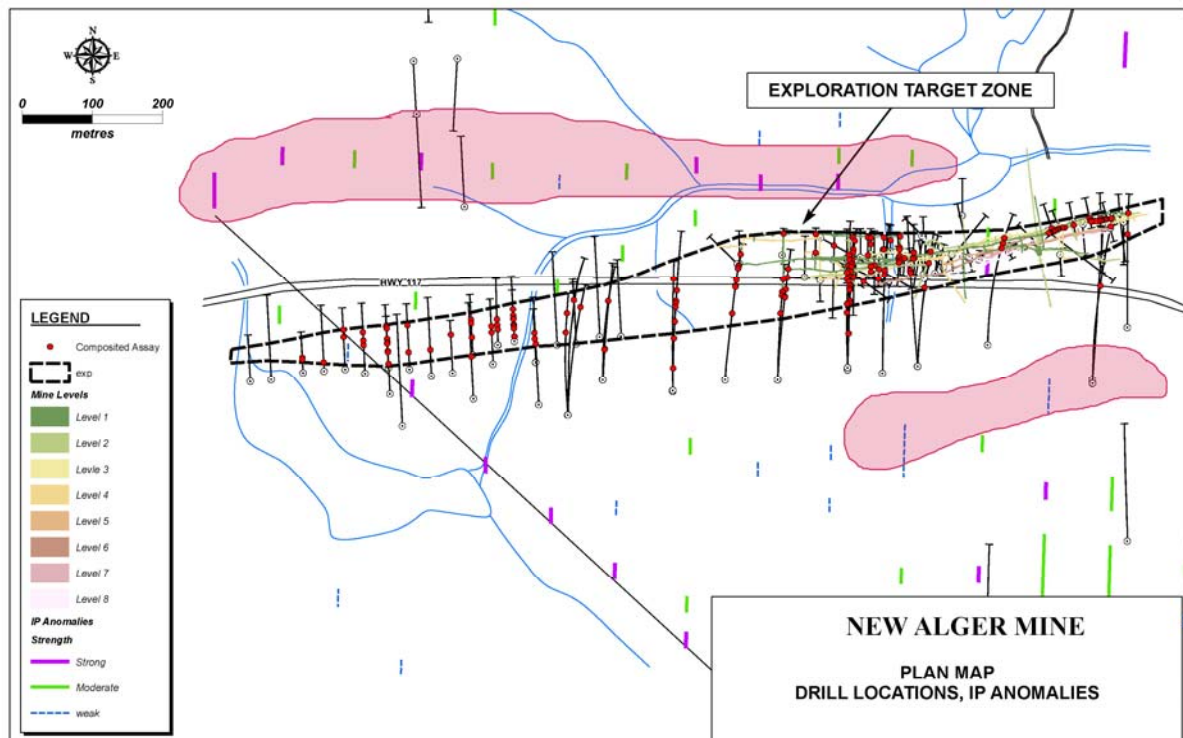 N
W E
S
0 100 200
metres
EXPLORATION TARGET ZONE
HWY 117
LEGEND
Composited Assay
exp
Mine Levels
Level 1
Level 2
Levle 3
Level 4
Level 5
Level 6
Level 7
Level 8
IP Anomalies
Strength
Strong
Moderate
weak
NEW ALGER MINE
PLAN MAP
DRILL LOCATIONS, IP ANOMALIES